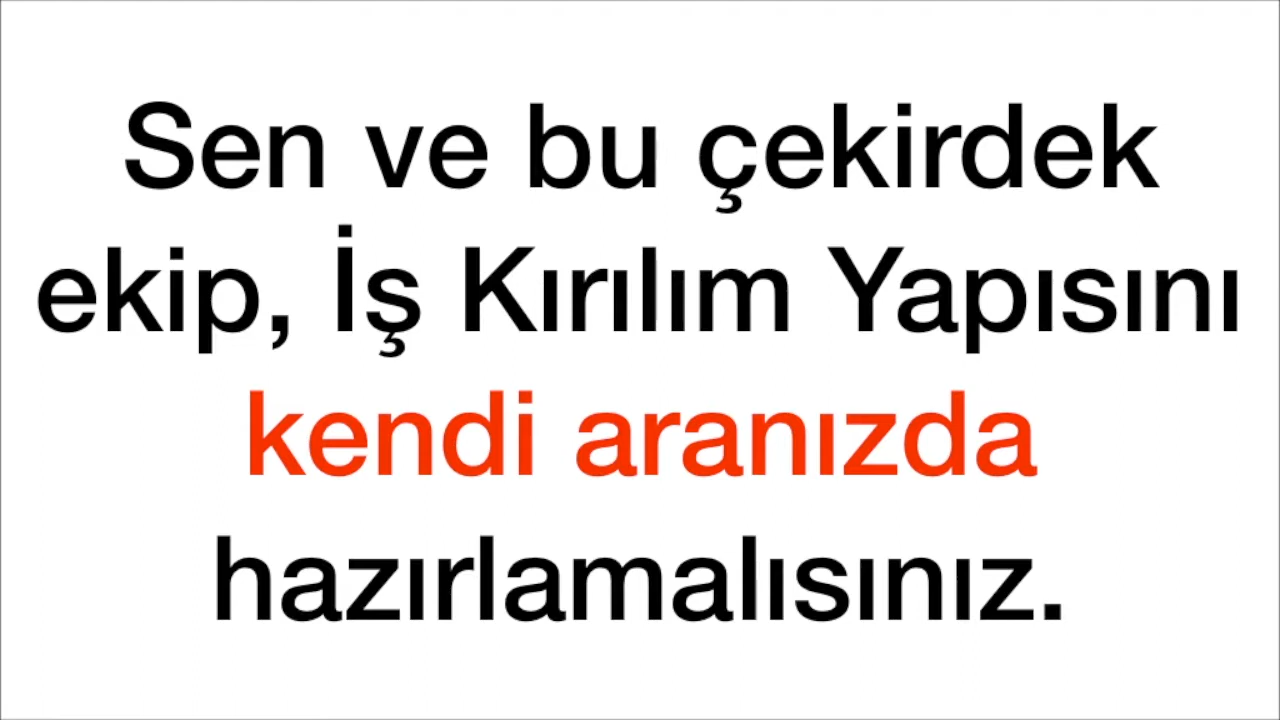 Sen ve bu çekirdek
ekip, İş Kırılım Yapısını
kendi aranızda
hazırlamalısınız.